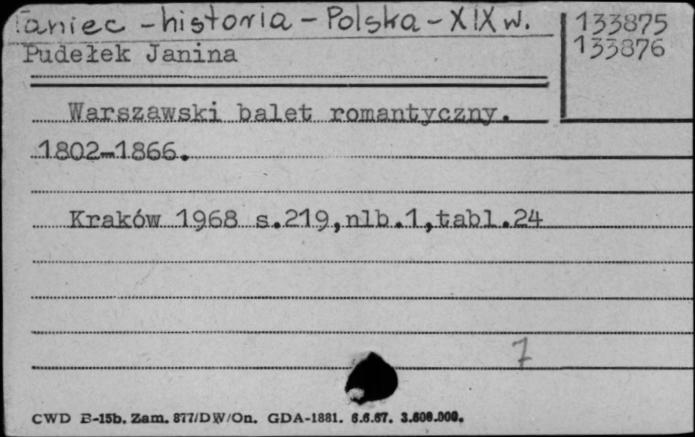 Taniec - historia - Polska - XIX w.
133875
133876
Pudełek Janina
Warszawski balet romantyczny.
1802-1866.
Kraków 1968 s.219,nlb.1,tabl.24
7
CWD B-15b. Zam. 877/DW/On. GDA-1881. 6.6.67. 3.600.000.